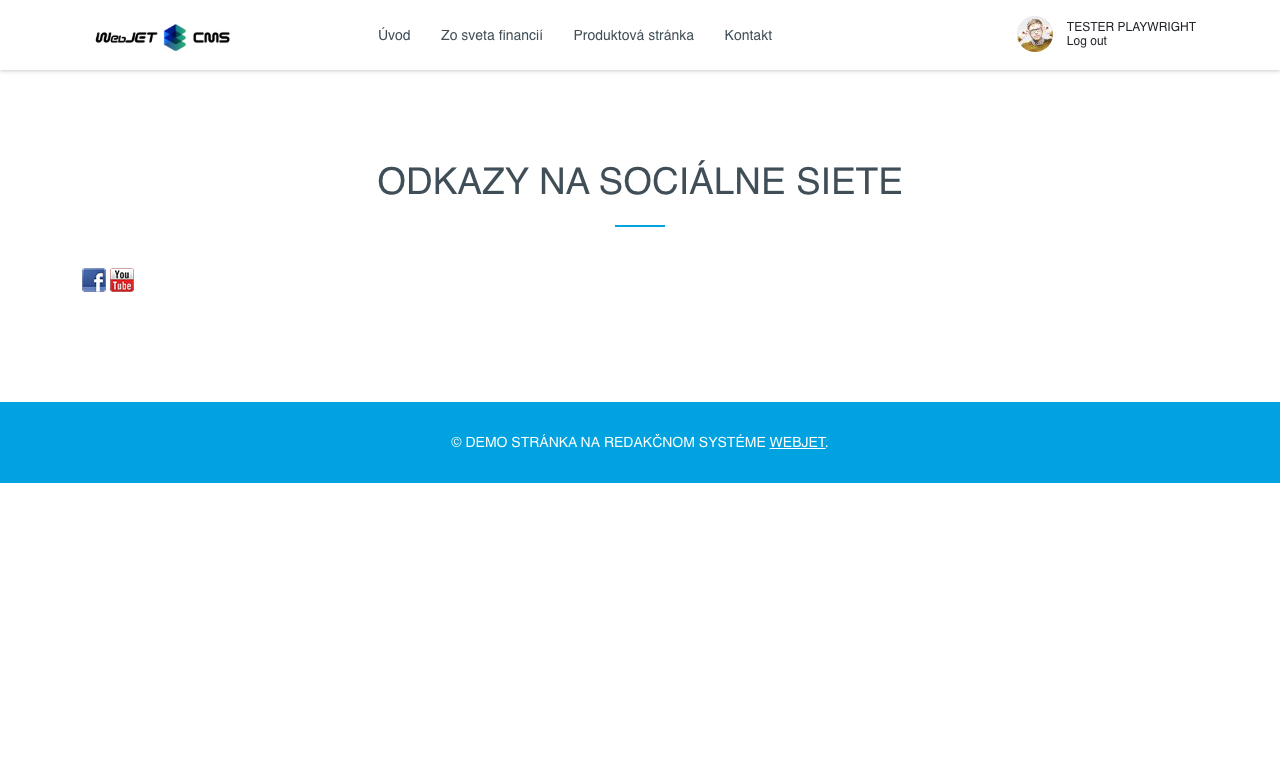 WebJET CMS
Úvod
Zo sveta financií
Produktová stránka
Kontakt
TESTER PLAYWRIGHT
Log out
ODKAZY NA SOCIÁLNE SIETE
f
You
Tube
© DEMO STRÁNKA NA REDAKČNOM SYSTÉME WEBJET.